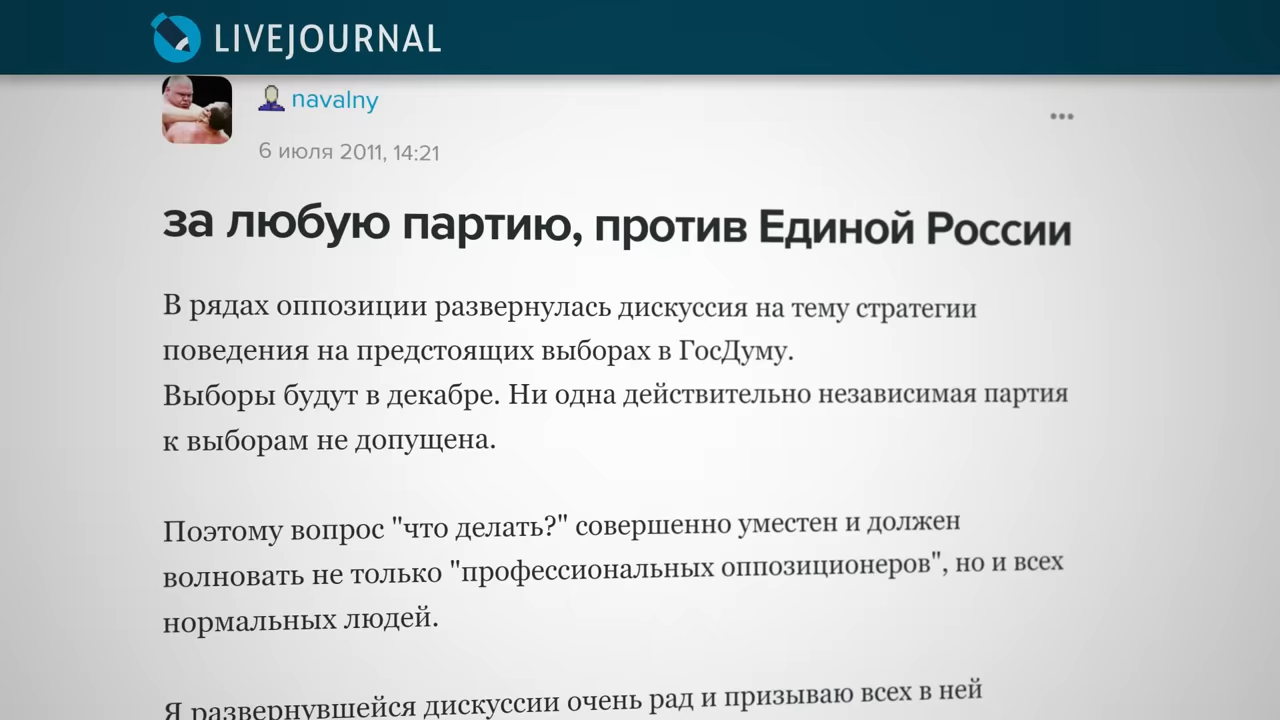 LIVEJOURNAL
navalny
6 июля 2011, 14:21
за любую партию, против Единой России
В рядах оппозиции развернулась дискуссия на тему стратегии
поведения на предстоящих выборах в ГосДуму.
Выборы будут в декабре. Ни одна действительно независимая партия
к выборам не допущена.
Поэтому вопрос "что делать?" совершенно уместен и должен
волновать не только "профессиональных оппозиционеров", но и всех
нормальных людей.
Я развернувшейся дискуссии очень рад и призываю всех в ней